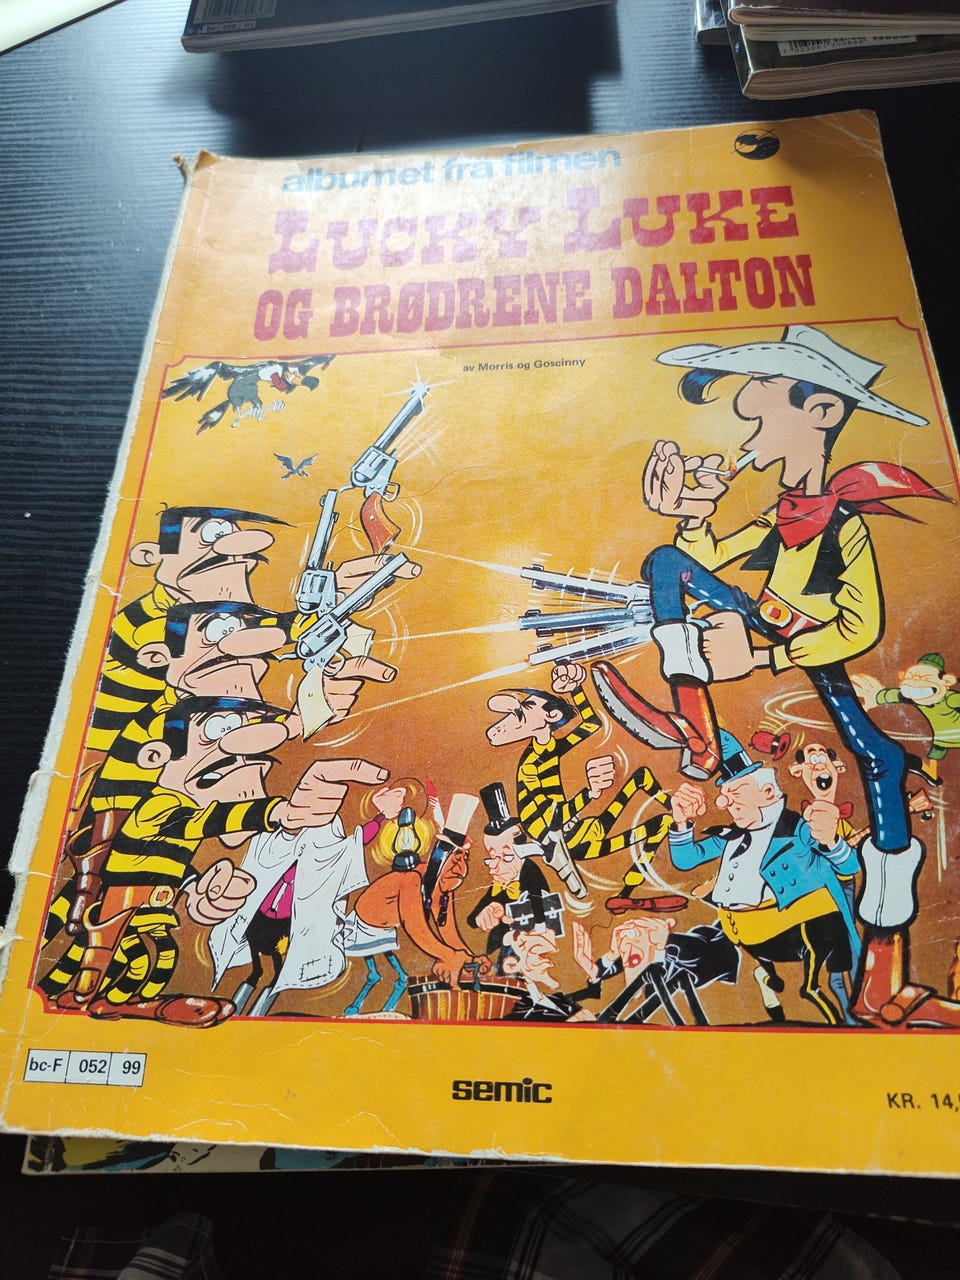 albumet fra filmen
LUCKY LUKE
OG BRØDRENE DALTON
av Morris og Goscinny
bc-F 052 99
semic
KR. 14,